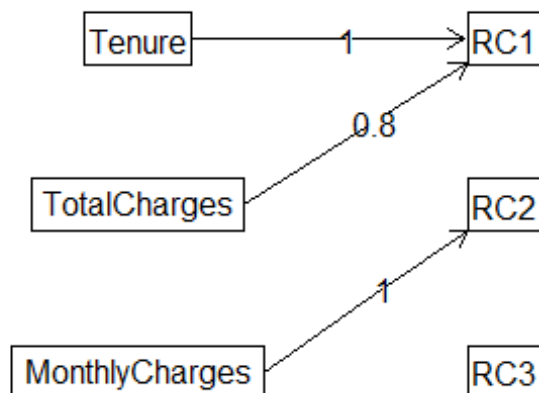 Tenure
1
RC1
0.8
TotalCharges
RC2
1
MonthlyCharges
RC3